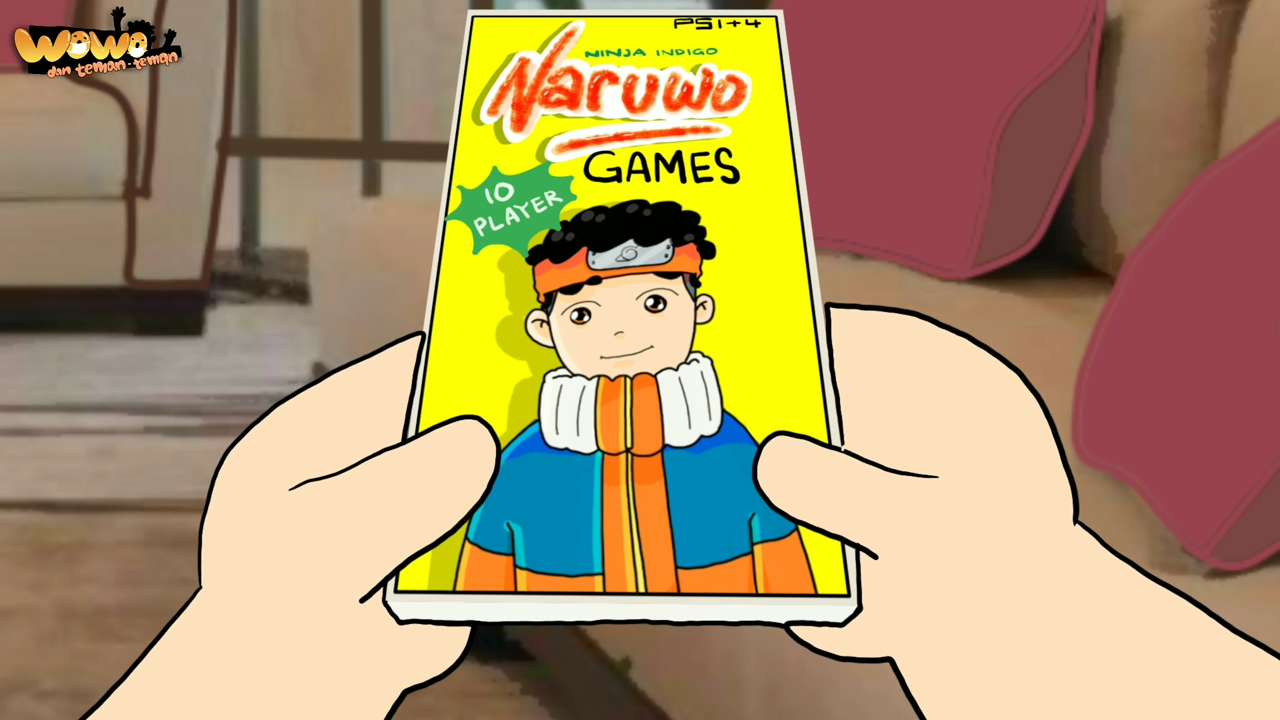 WOWO
dan teman-teman
PS1+4
NINJA INDIGO
Naruwo
GAMES
10
PLAYER